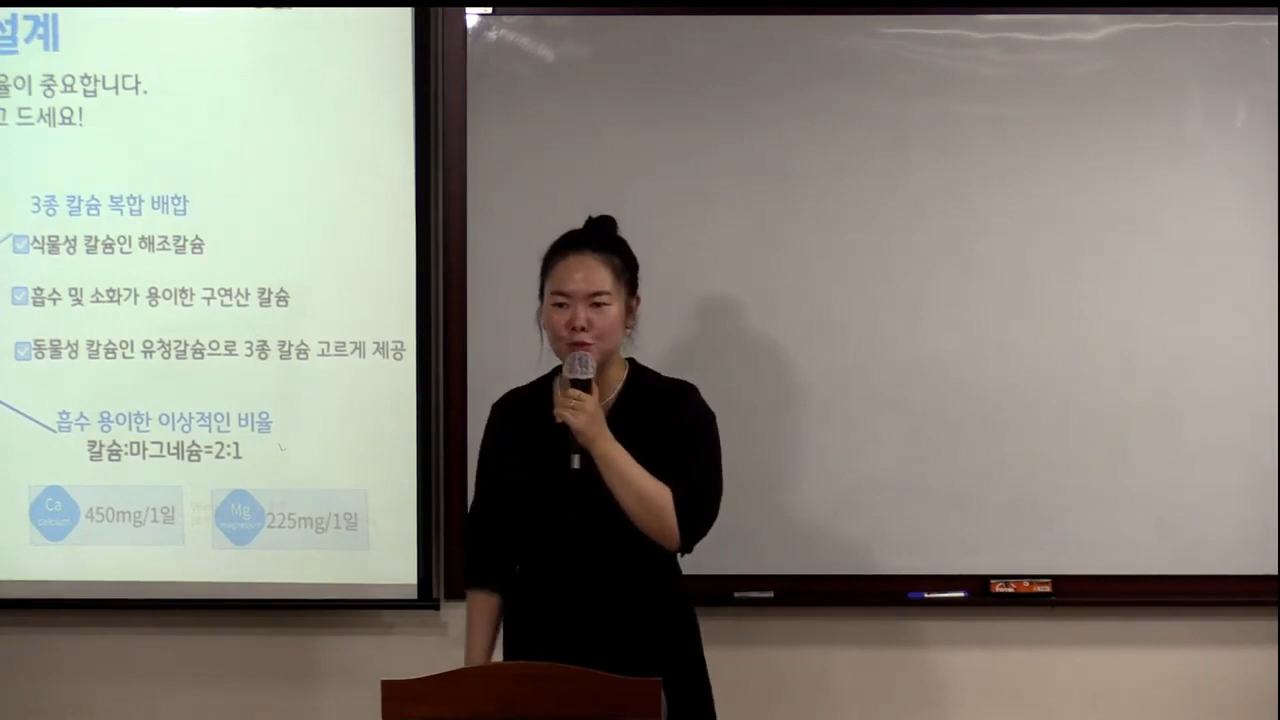 설계
율이 중요합니다.
고 드세요!
3종 칼슘 복합 배합
식물성 칼슘인 해조칼슘
흡수 및 소화가 용이한 구연산 칼슘
동물성 칼슘인 유청갈슘으로 3종 칼슘 고르게 제공
흡수 용이한 이상적인 비율
칼슘:마그네슘=2:1
Ca
calcium
450mg/1일
Mg
magnesium
225mg/1일